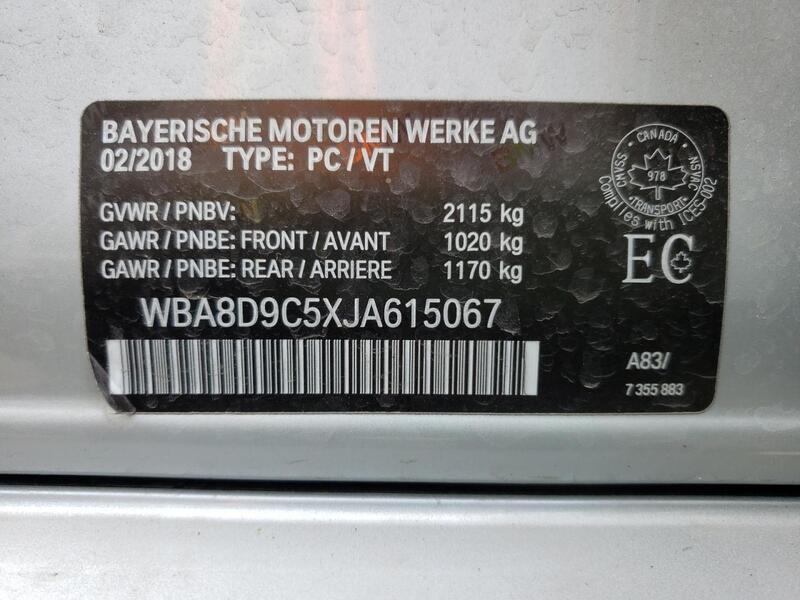 BAYERISCHE MOTOREN WERKE AG
02/2018 TYPE: PC / VT
GVWR / PNBV: 2115 kg
GAWR / PNBE: FRONT / AVANT 1020 kg
GAWR / PNBE: REAR / ARRIERE 1170 kg
WBA8D9C5XJA615067
CMVSS · CANADA · NSVAC
978
TRANSPORT
Complies with ICES-002
EC
A83/
7 355 883